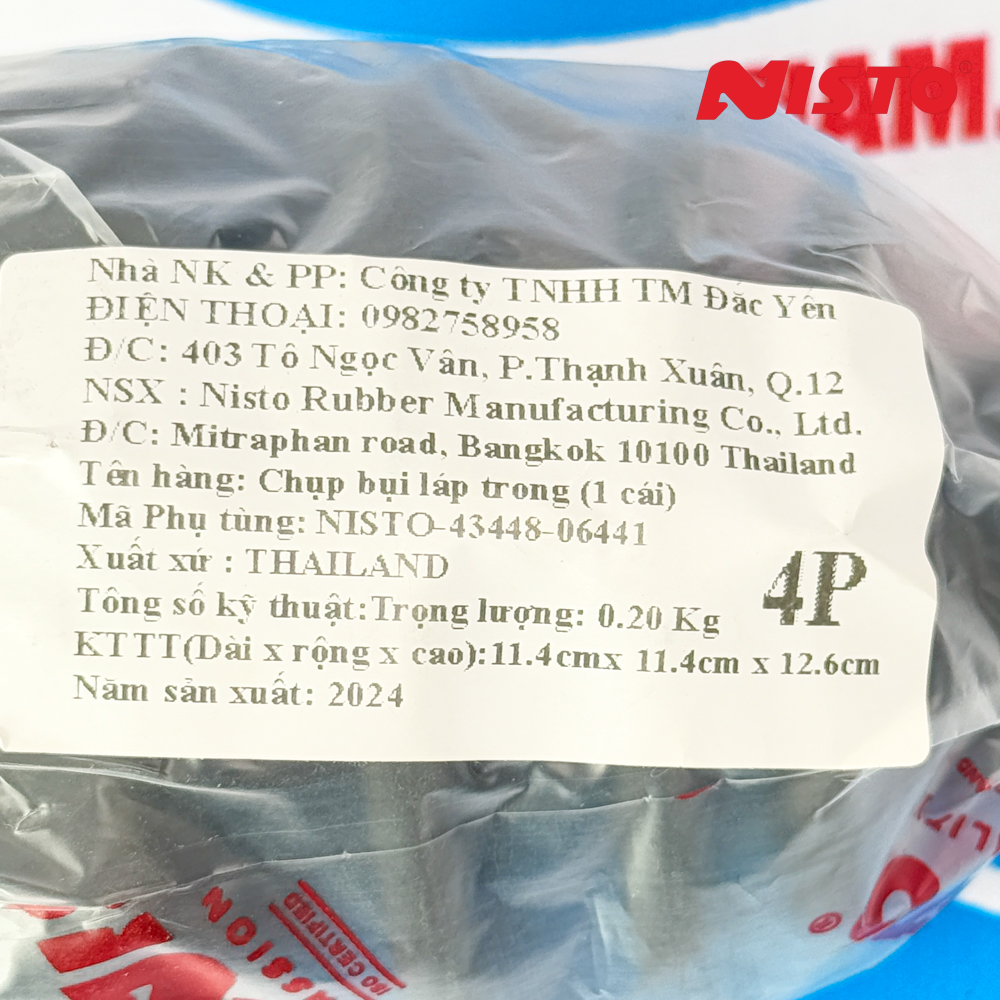 NISTO
Nhà NK & PP: Công ty TNHH TM Đắc Yến
ĐIỆN THOẠI: 0982758958
Đ/C: 403 Tô Ngọc Vân, P.Thạnh Xuân, Q.12
NSX : Nisto Rubber Manufacturing Co., Ltd.
Đ/C: Mitraphan road, Bangkok 10100 Thailand
Tên hàng: Chụp bụi láp trong (1 cái)
Mã Phụ tùng: NISTO-43448-06441
Xuất xứ : THAILAND
4P
Tông số kỹ thuật:Trọng lượng: 0.20 Kg
KTTT(Dài x rộng x cao):11.4cmx 11.4cm x 12.6cm
Năm sản xuất: 2024
ISO CERTIFIED